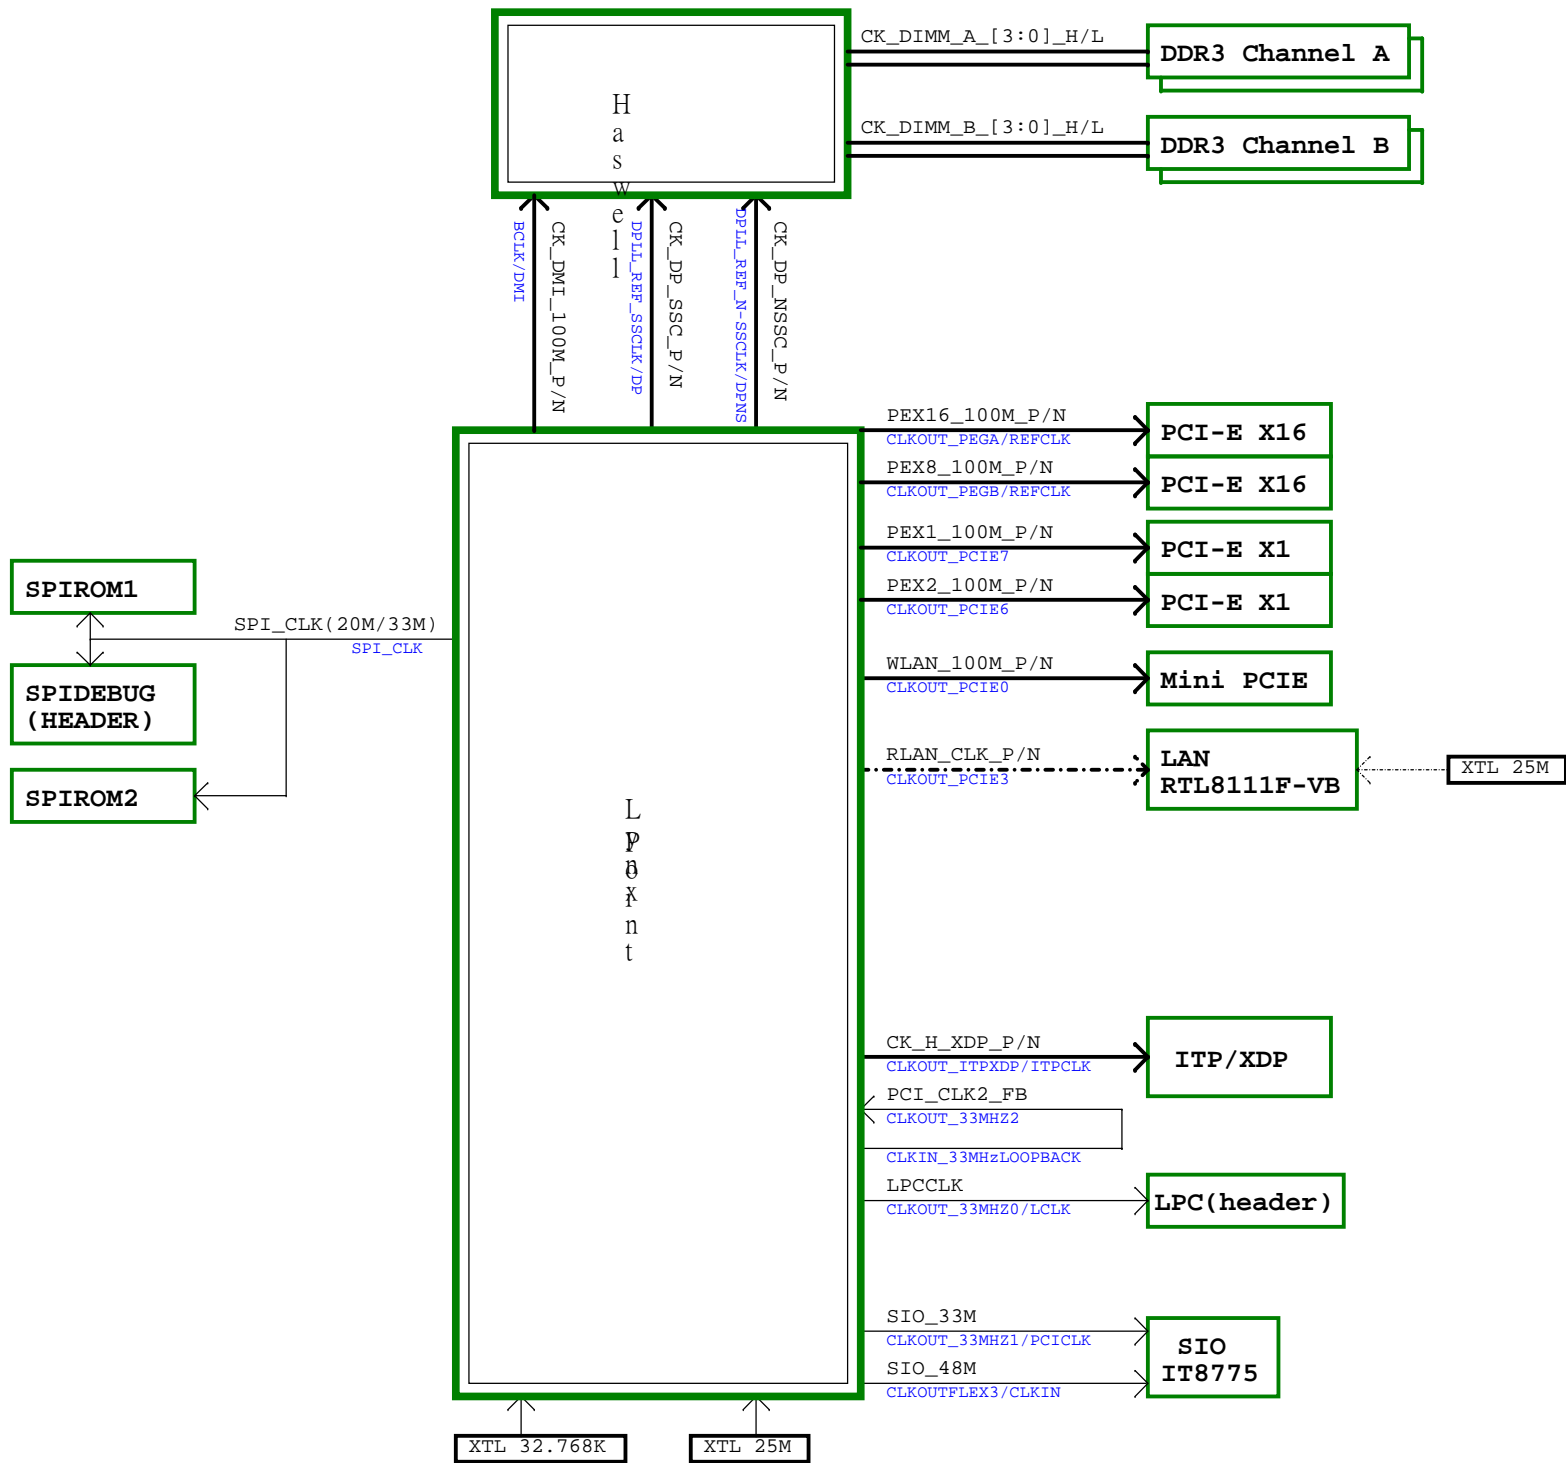 CK_DIMM_A_[3:0]_H/L
DDR3 Channel A
CK_DIMM_B_[3:0]_H/L
DDR3 Channel B
Haswell
BCLK/DMI
CK_DMI_100M_P/N
DPLL_REF_SSCLK/DP
CK_DP_SSC_P/N
DPLL_REF_N-SSCLK/DPNS
CK_DP_NSSC_P/N
PEX16_100M_P/N
CLKOUT_PEGA/REFCLK
PCI-E X16
PEX8_100M_P/N
CLKOUT_PEGB/REFCLK
PCI-E X16
PEX1_100M_P/N
CLKOUT_PCIE7
PCI-E X1
PEX2_100M_P/N
CLKOUT_PCIE6
PCI-E X1
SPIROM1
SPI_CLK(20M/33M)
SPI_CLK
SPIDEBUG
(HEADER)
SPIROM2
WLAN_100M_P/N
CLKOUT_PCIE0
Mini PCIE
RLAN_CLK_P/N
CLKOUT_PCIE3
LAN
RTL8111F-VB
XTL 25M
Lynx
Point
CK_H_XDP_P/N
CLKOUT_ITPXDP/ITPCLK
ITP/XDP
PCI_CLK2_FB
CLKOUT_33MHZ2
CLKIN_33MHzLOOPBACK
LPCCLK
CLKOUT_33MHZ0/LCLK
LPC(header)
SIO_33M
CLKOUT_33MHZ1/PCICLK
SIO_48M
CLKOUTFLEX3/CLKIN
SIO
IT8775
XTL 32.768K
XTL 25M